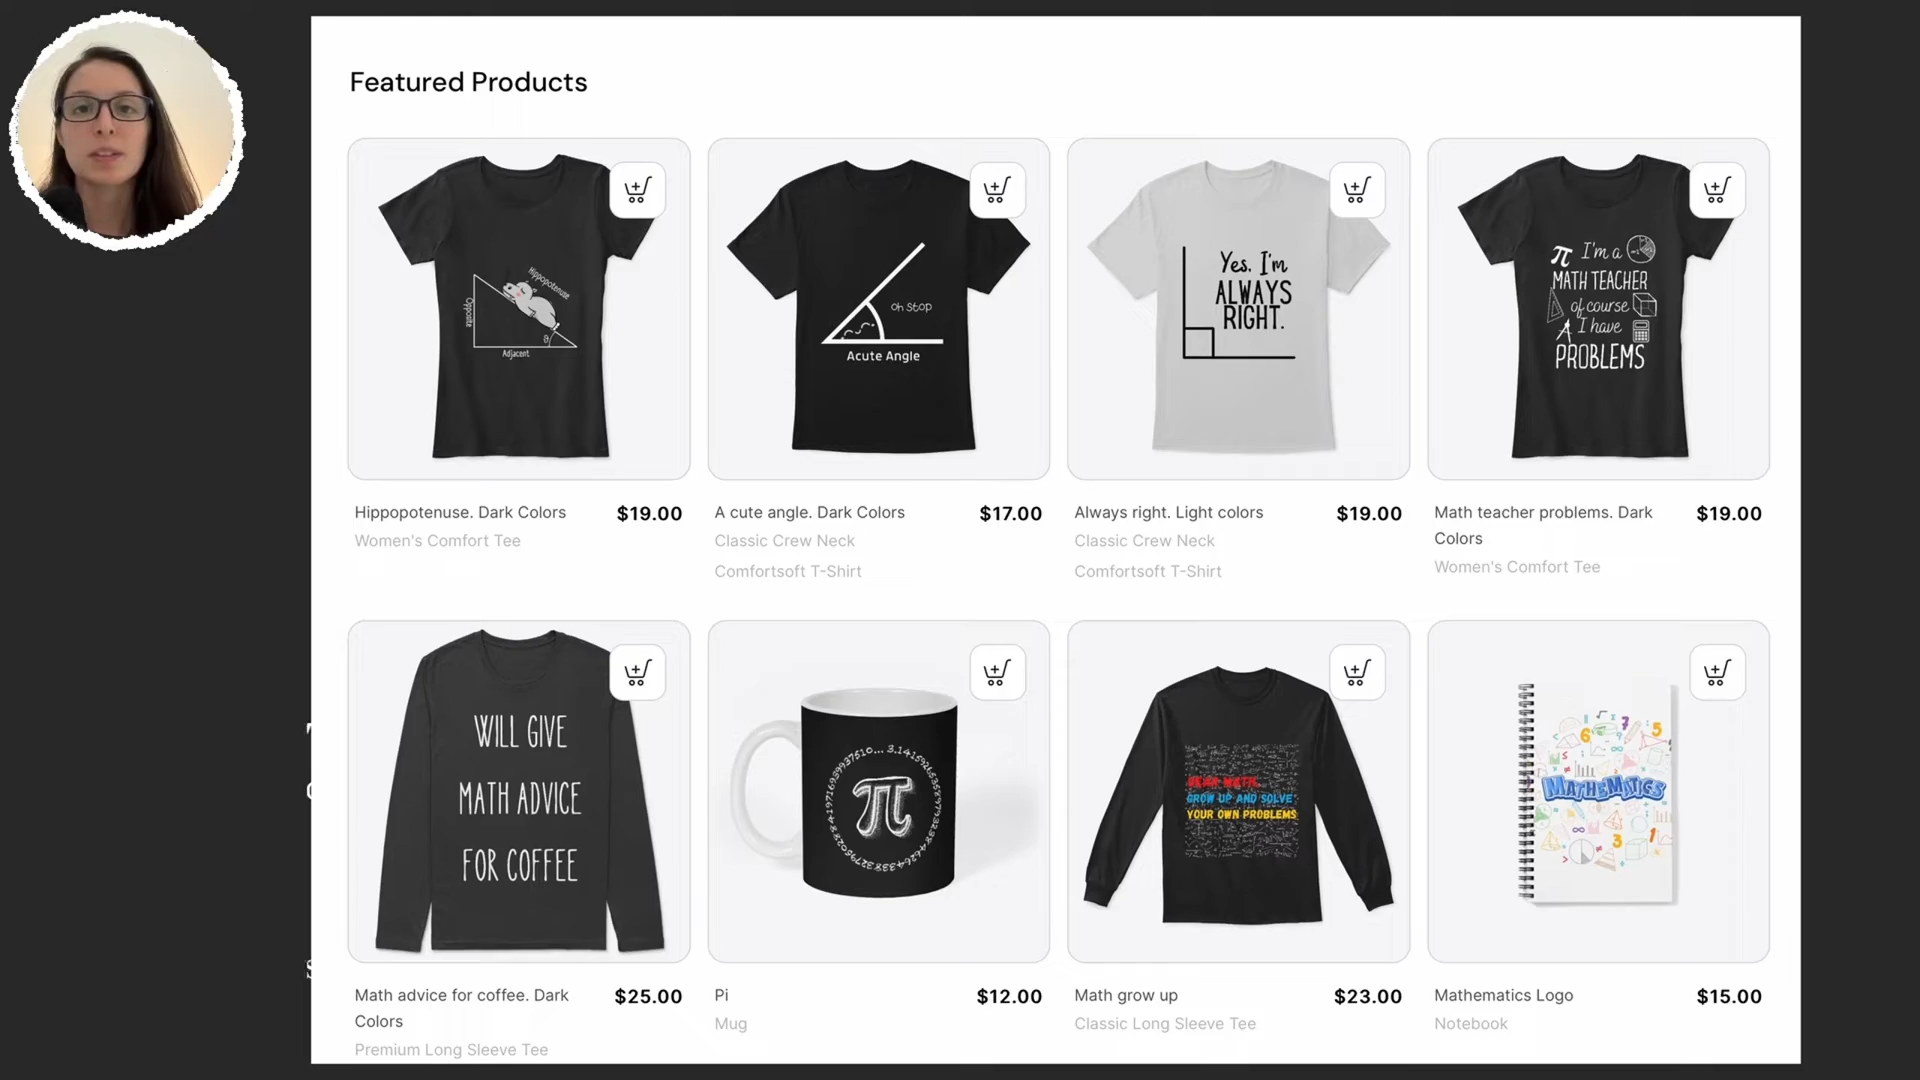 Featured Products
Hippopotenuse
Opposite
θ
Adjacent
oh stop
Acute Angle
Yes, I'm
ALWAYS
RIGHT.
π I'm a
MATH TEACHER
of course
I have
PROBLEMS
Hippopotenuse. Dark Colors $19.00
Women's Comfort Tee
A cute angle. Dark Colors $17.00
Classic Crew Neck
Comfortsoft T-Shirt
Always right. Light colors $19.00
Classic Crew Neck
Comfortsoft T-Shirt
Math teacher problems. Dark $19.00
Colors
Women's Comfort Tee
WILL GIVE
MATH ADVICE
FOR COFFEE
π
DEAR MATH,
GROW UP AND SOLVE
YOUR OWN PROBLEMS
MATHEMATICS
Math advice for coffee. Dark $25.00
Colors
Premium Long Sleeve Tee
Pi $12.00
Mug
Math grow up $23.00
Classic Long Sleeve Tee
Mathematics Logo $15.00
Notebook